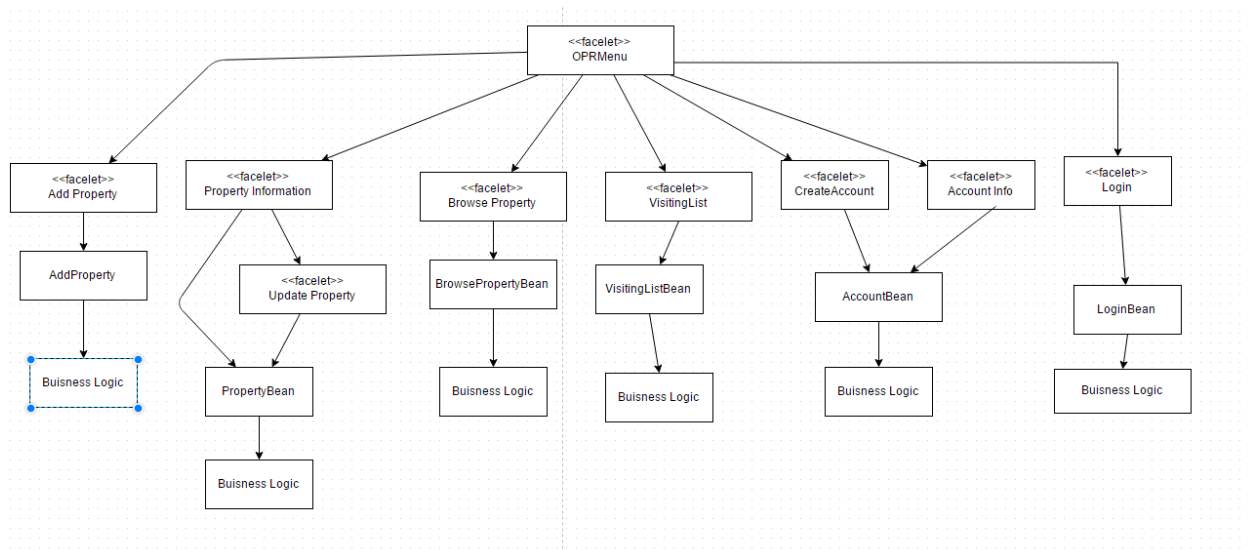 <<facelet>>
OPRMenu
<<facelet>>
Add Property
<<facelet>>
Property Information
<<facelet>>
Browse Property
<<facelet>>
VisitingList
<<facelet>>
CreateAccount
<<facelet>>
Account Info
<<facelet>>
Login
AddProperty
<<facelet>>
Update Property
BrowsePropertyBean
VisitingListBean
AccountBean
LoginBean
Buisness Logic
PropertyBean
Buisness Logic
Buisness Logic
Buisness Logic
Buisness Logic
Buisness Logic